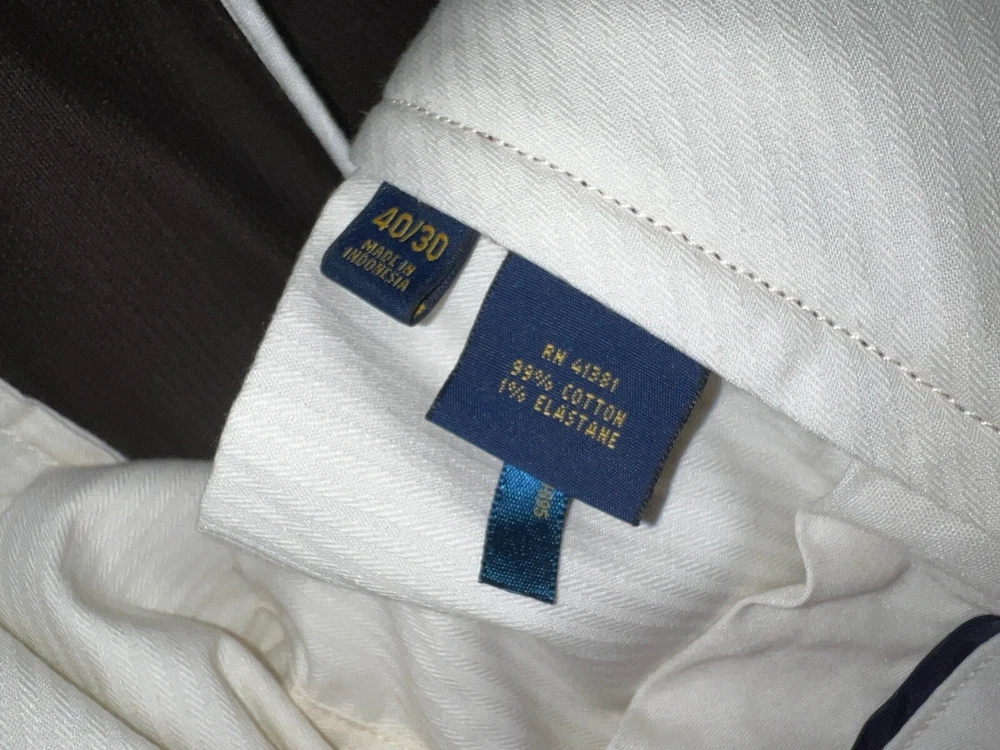 40/30
MADE IN
INDONESIA
RN 41381
99% COTTON
1% ELASTANE